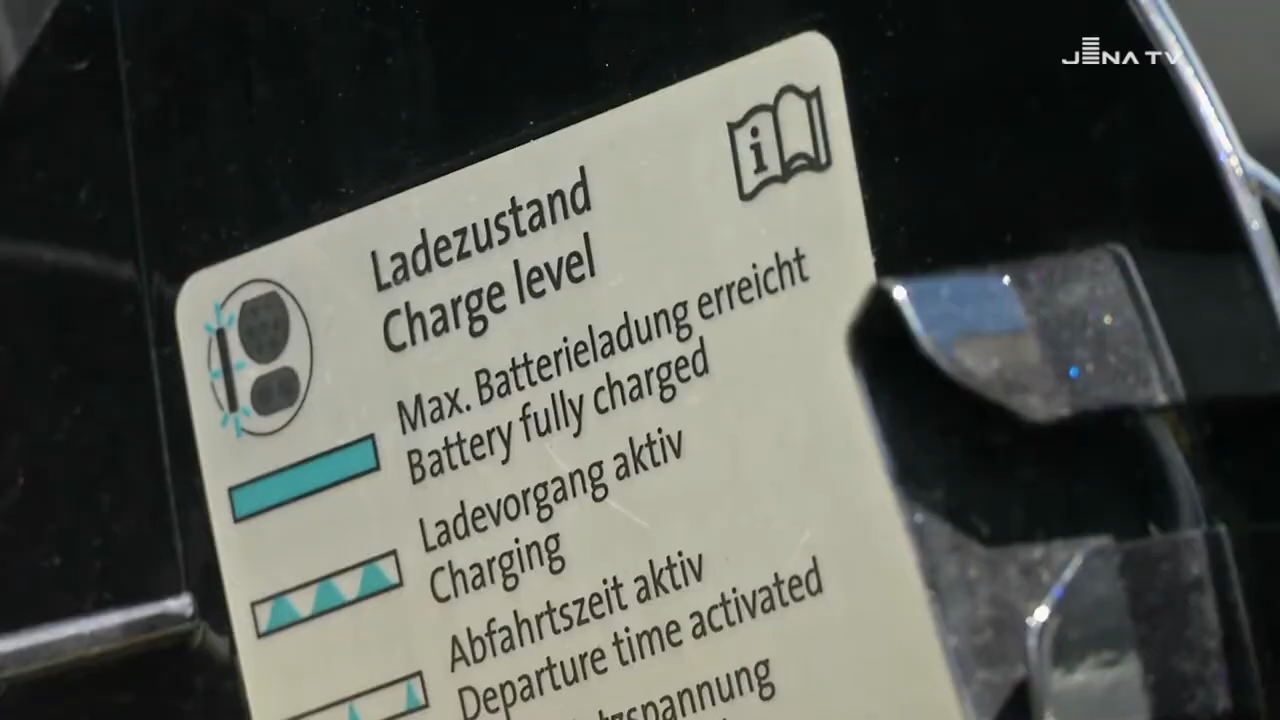 JENA TV
i
Ladezustand
Charge level
Max. Batterieladung erreicht
Battery fully charged
Ladevorgang aktiv
Charging
Abfahrtszeit aktiv
Departure time activated